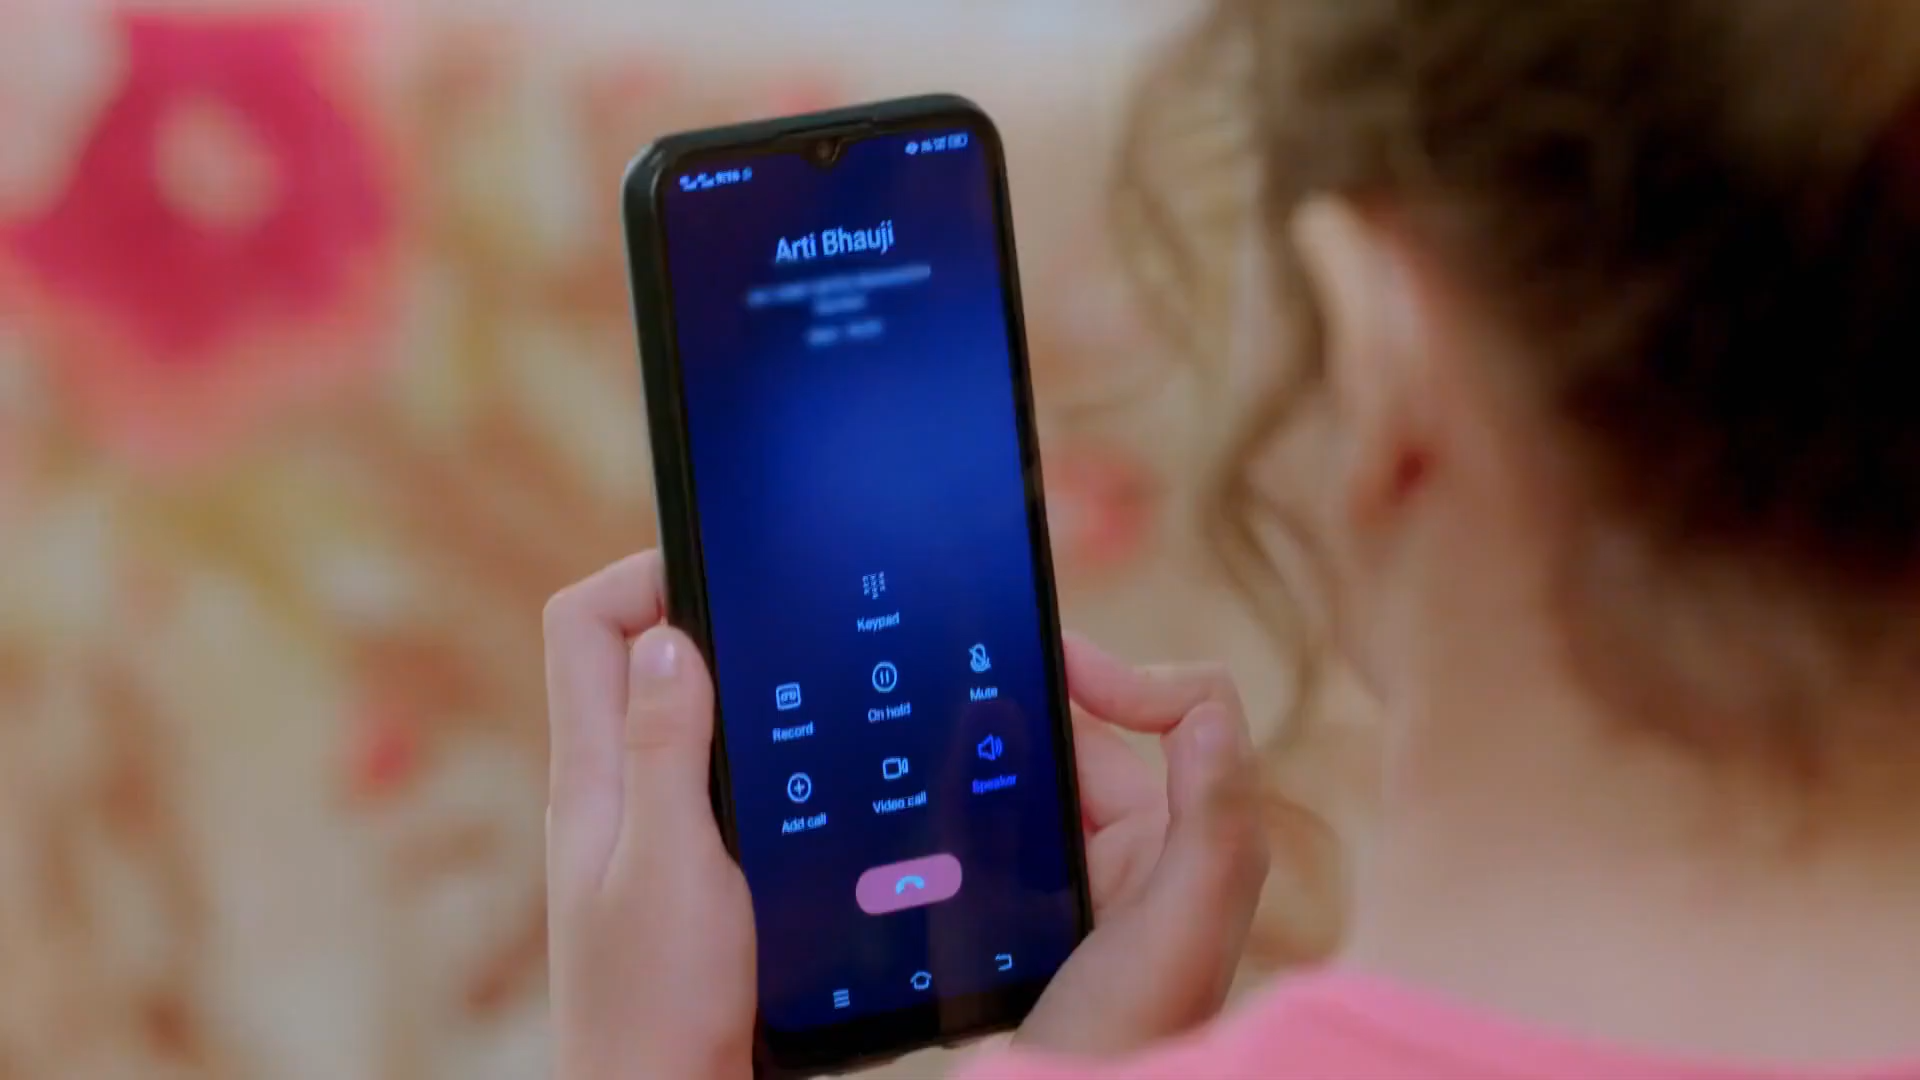 Arti Bhauji
Keypad
Record
On hold
Mute
Add call
Video call
Speaker